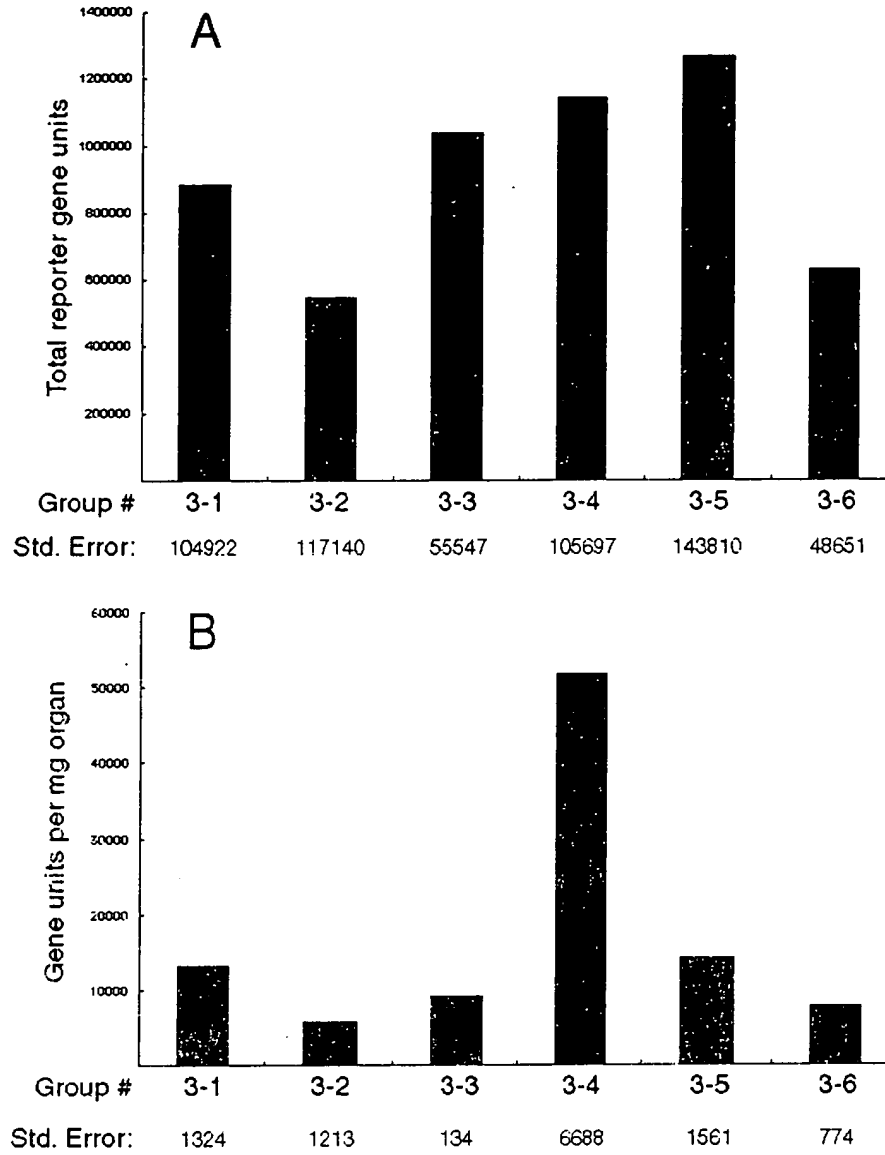 A
Total reporter gene units
1400000
1200000
1000000
800000
600000
400000
200000
Group # 3-1 3-2 3-3 3-4 3-5 3-6
Std. Error: 104922 117140 55547 105697 143810 48651
B
Gene units per mg organ
60000
50000
40000
30000
20000
10000
Group # 3-1 3-2 3-3 3-4 3-5 3-6
Std. Error: 1324 1213 134 6688 1561 774